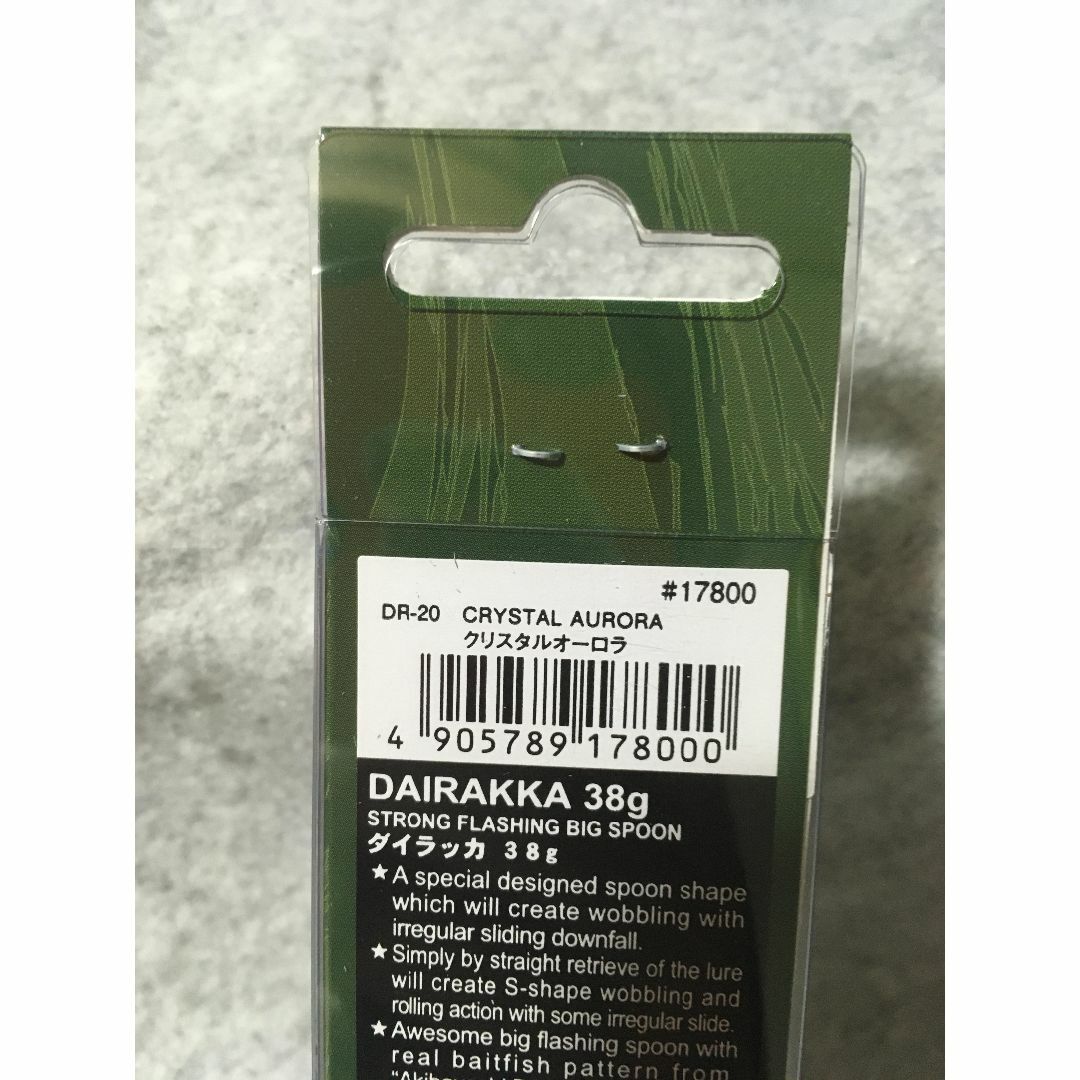 #17800
DR-20 CRYSTAL AURORA
クリスタルオーロラ
4 905789 178000
DAIRAKKA 38g
STRONG FLASHING BIG SPOON
ダイラッカ 38g
★A special designed spoon shape
which will create wobbling with
irregular sliding downfall.
★Simply by straight retrieve of the lure
will create S-shape wobbling and
rolling action with some irregular slide.
★Awesome big flashing spoon with
real baitfish pattern from